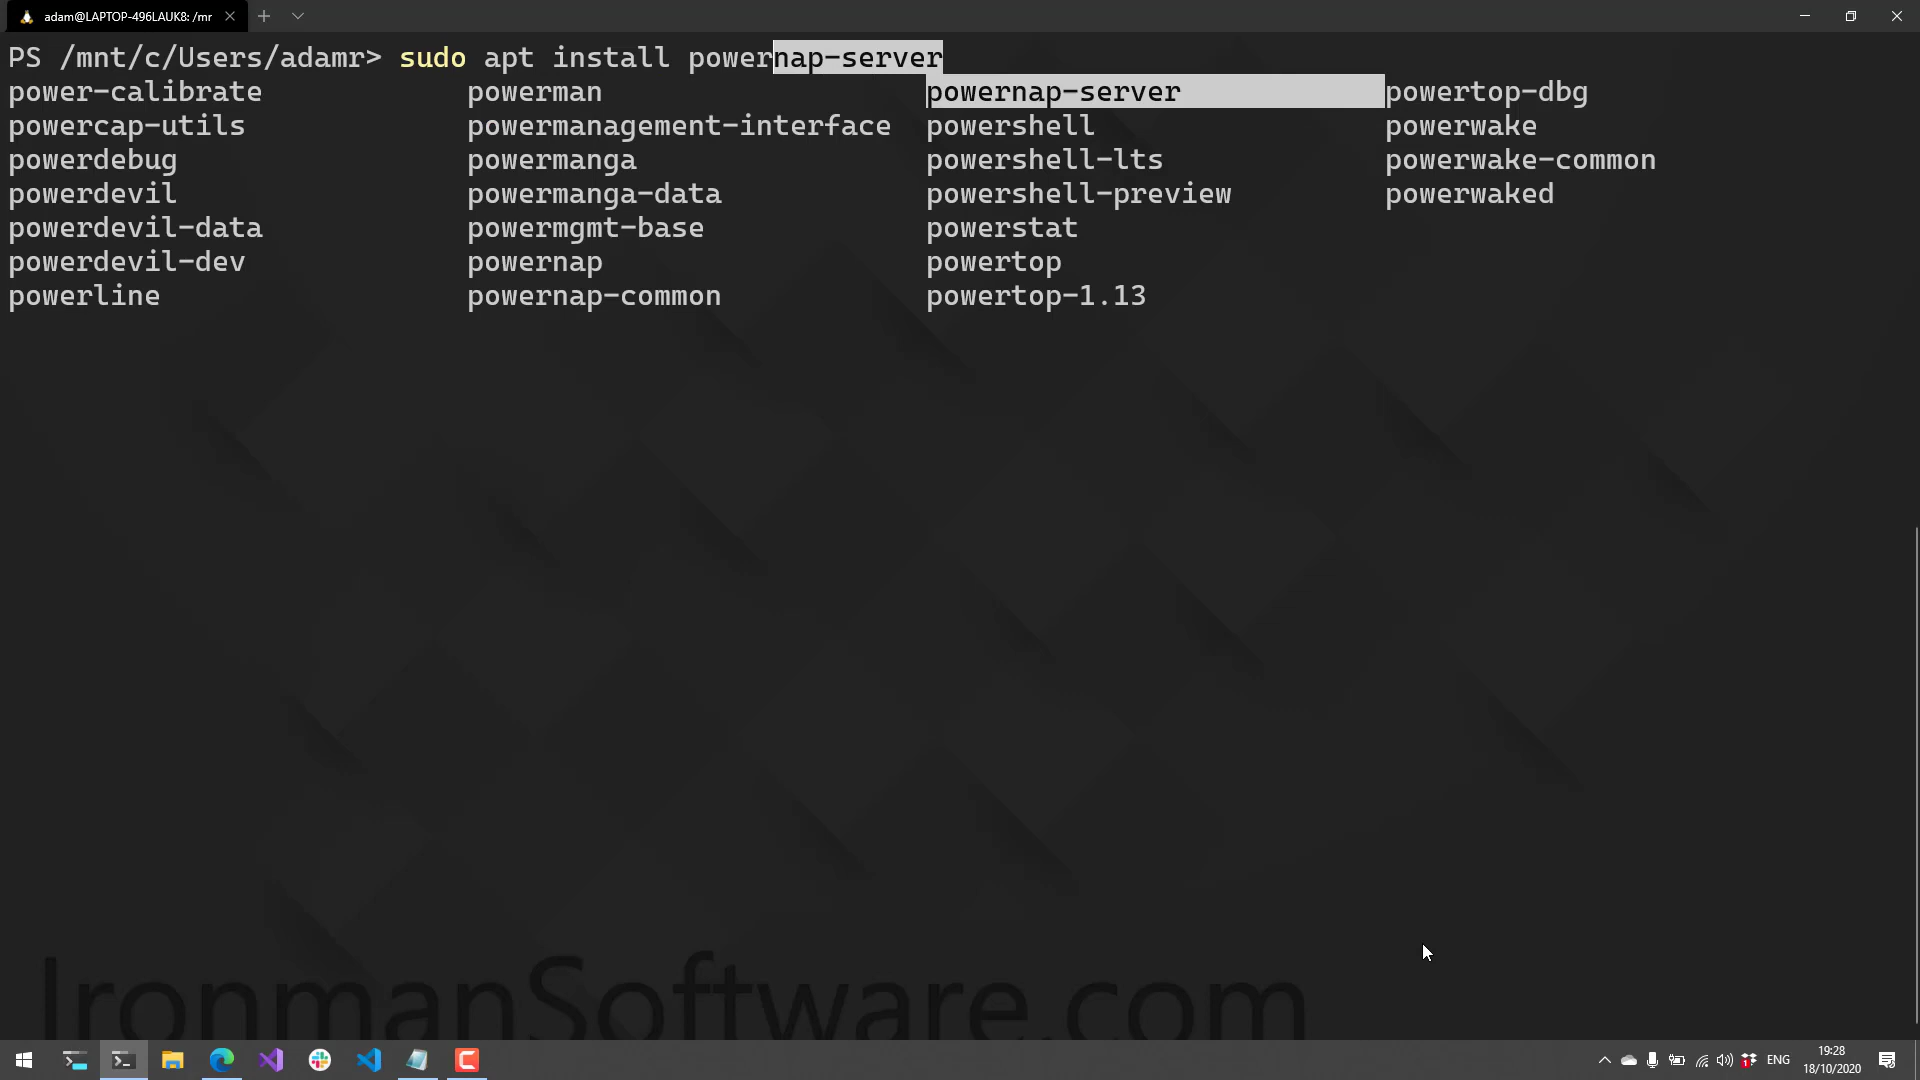 adam@LAPTOP-496LAUK8: /mr
PS /mnt/c/Users/adamr> sudo apt install powernap-server
power-calibrate powerman powernap-server powertop-dbg
powercap-utils powermanagement-interface powershell powerwake
powerdebug powermanga powershell-lts powerwake-common
powerdevil powermanga-data powershell-preview powerwaked
powerdevil-data powermgmt-base powerstat
powerdevil-dev powernap powertop
powerline powernap-common powertop-1.13
IronmanSoftware.com
ENG
19:28
18/10/2020